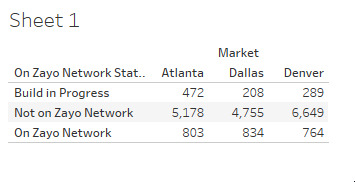 Sheet 1
Market
On Zayo Network Stat.. Atlanta Dallas Denver
Build in Progress 472 208 289
Not on Zayo Network 5,178 4,755 6,649
On Zayo Network 803 834 764